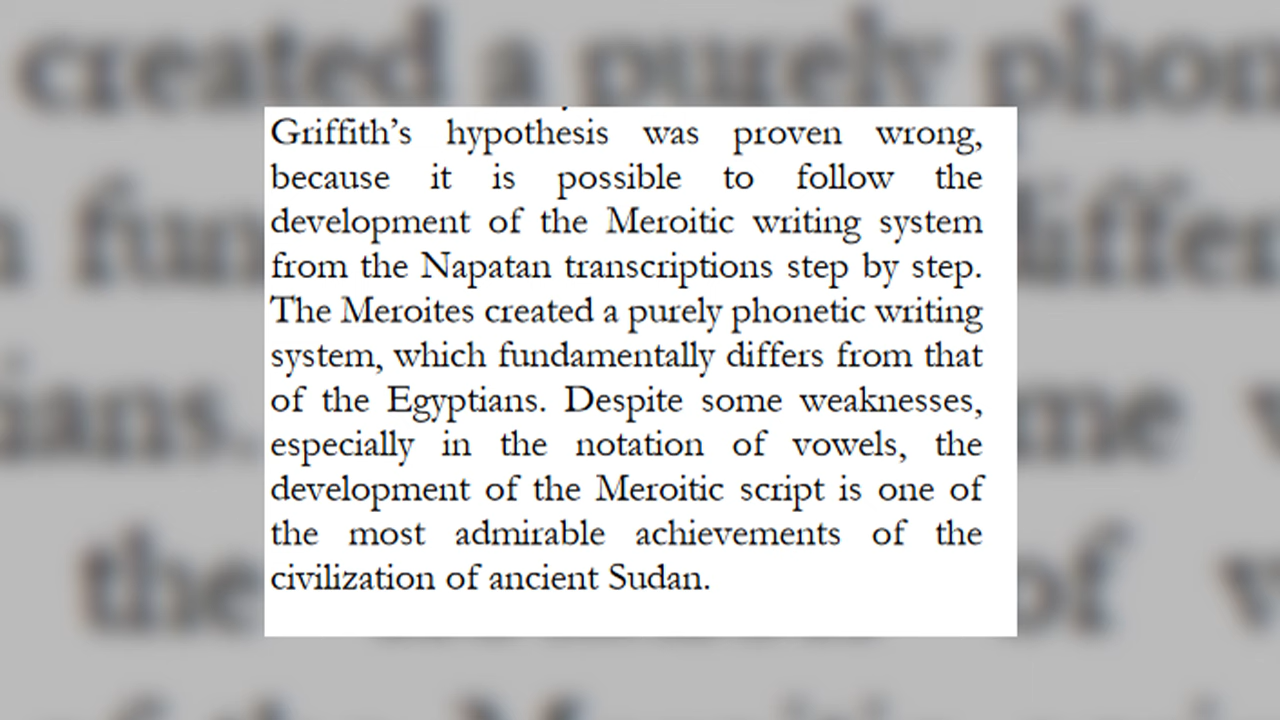 Griffith’s hypothesis was proven wrong,
because it is possible to follow the
development of the Meroitic writing system
from the Napatan transcriptions step by step.
The Meroites created a purely phonetic writing
system, which fundamentally differs from that
of the Egyptians. Despite some weaknesses,
especially in the notation of vowels, the
development of the Meroitic script is one of
the most admirable achievements of the
civilization of ancient Sudan.